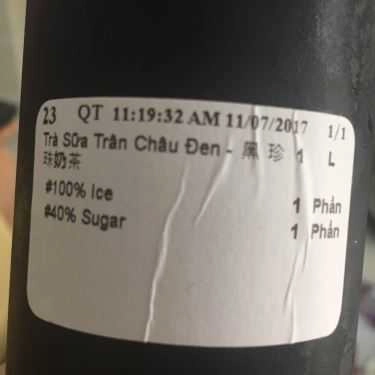 23 QT 11:19:32 AM 11/07/2017 1/1
Trà Sữa Trân Châu Đen - 黑 珍 1 L
珠奶茶
#100% Ice 1 Phần
#40% Sugar 1 Phần